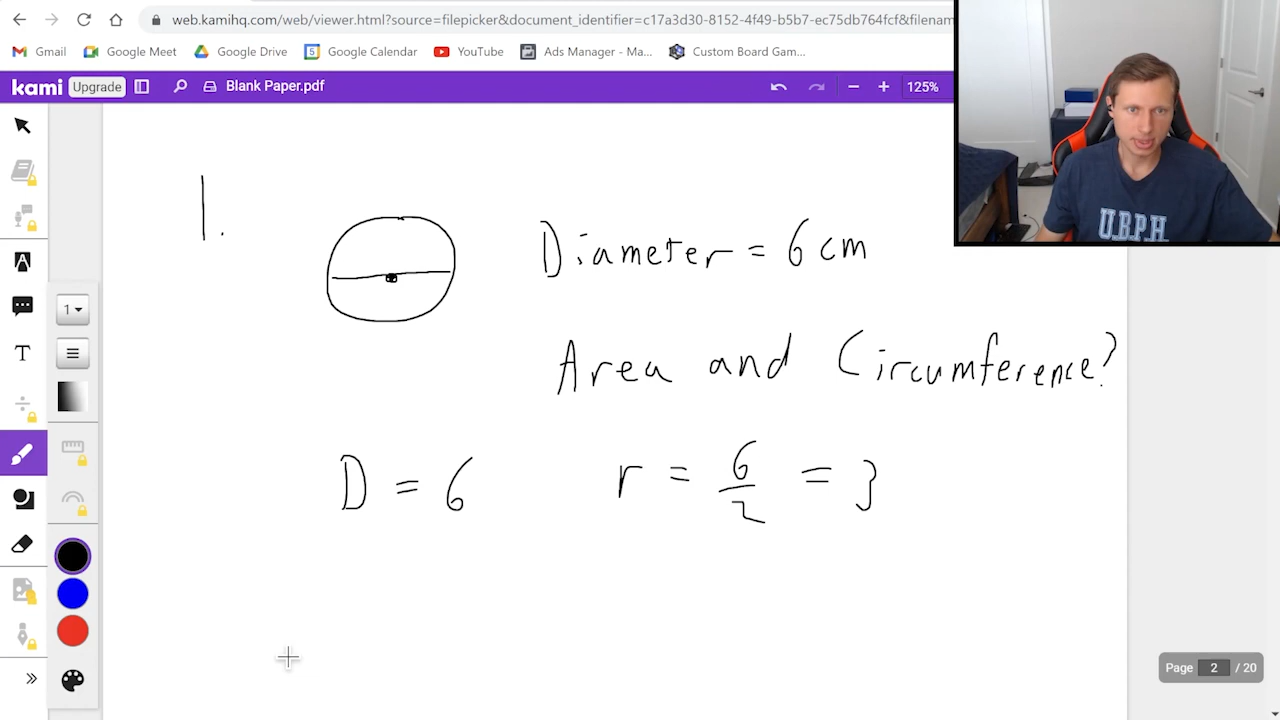 web.kamihq.com/web/viewer.html?source=filepicker&document_identifier=c17a3d30-8152-4f49-b5b7-ec75db764fcf&filenam
Gmail Google Meet Google Drive 5 Google Calendar YouTube Ads Manager - Ma... Custom Board Gam...
kami Upgrade Blank Paper.pdf 125%
1.
Diameter = 6 cm
U.B.P.H
1
Area and Circumference?
D = 6 r = 6/2 = 3
Page 2 / 20